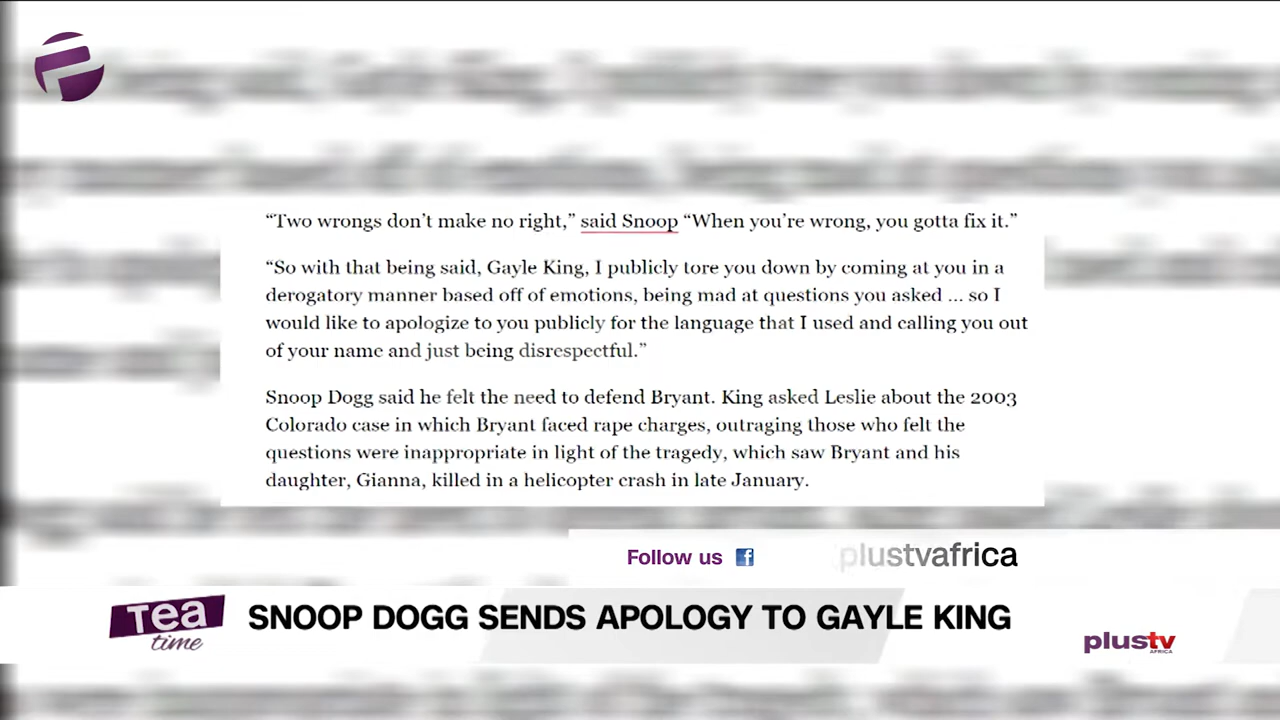 “Two wrongs don’t make no right,” said Snoop “When you’re wrong, you gotta fix it.”
“So with that being said, Gayle King, I publicly tore you down by coming at you in a
derogatory manner based off of emotions, being mad at questions you asked ... so I
would like to apologize to you publicly for the language that I used and calling you out
of your name and just being disrespectful.”
Snoop Dogg said he felt the need to defend Bryant. King asked Leslie about the 2003
Colorado case in which Bryant faced rape charges, outraging those who felt the
questions were inappropriate in light of the tragedy, which saw Bryant and his
daughter, Gianna, killed in a helicopter crash in late January.
Follow us f plustvafrica
Tea time
SNOOP DOGG SENDS APOLOGY TO GAYLE KING
plustv
AFRICA